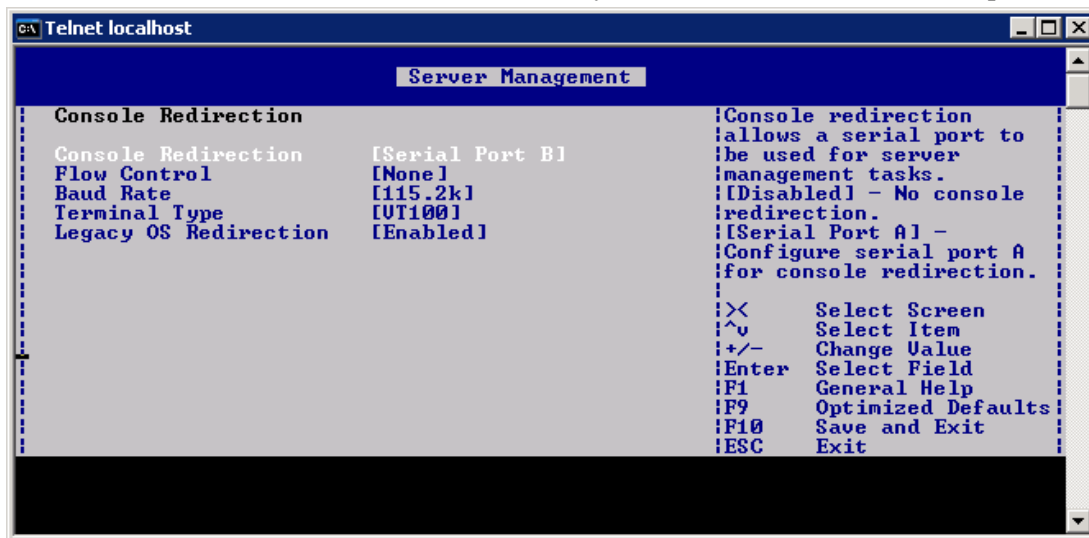 Telnet localhost
Server Management
Console Redirection
Console Redirection [Serial Port B]
Flow Control [None]
Baud Rate [115.2k]
Terminal Type [VT100]
Legacy OS Redirection [Enabled]
Console redirection
allows a serial port to
be used for server
management tasks.
[Disabled] - No console
redirection.
[Serial Port A] -
Configure serial port A
for console redirection.
>< Select Screen
^v Select Item
+/- Change Value
Enter Select Field
F1 General Help
F9 Optimized Defaults
F10 Save and Exit
ESC Exit